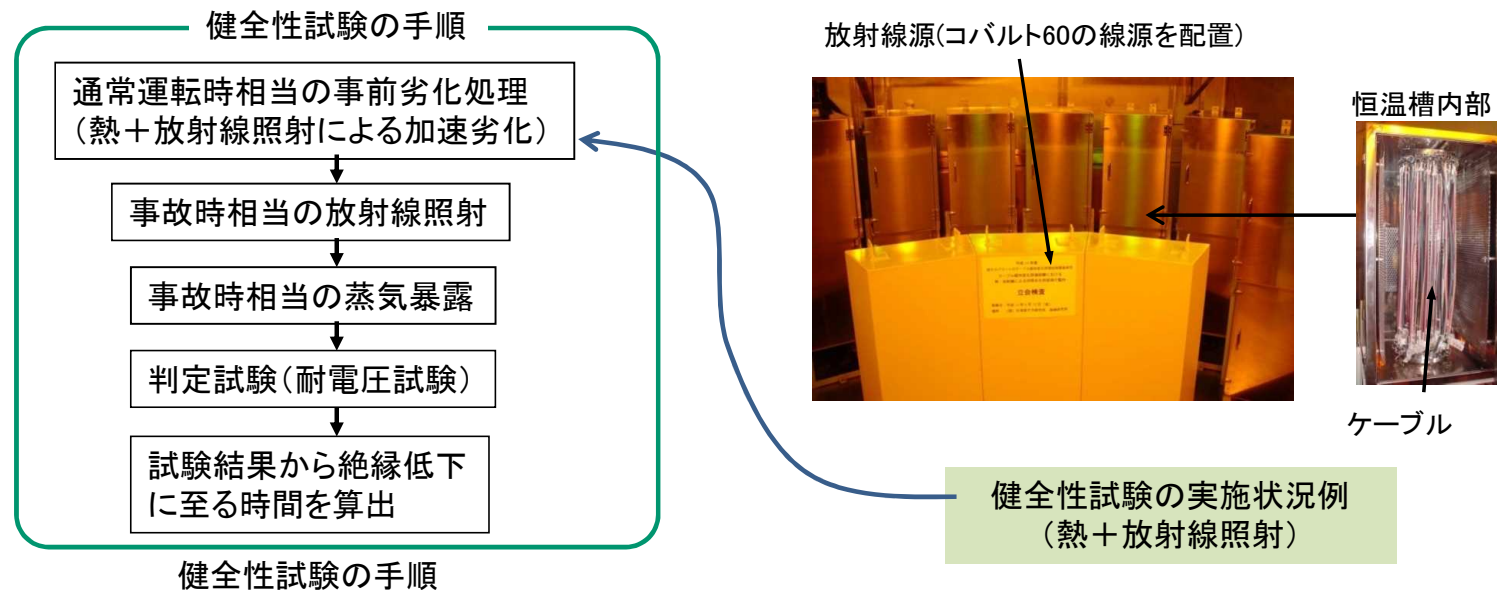 健全性試験の手順
通常運転時相当の事前劣化処理
（熱＋放射線照射による加速劣化）
事故時相当の放射線照射
事故時相当の蒸気暴露
判定試験（耐電圧試験）
試験結果から絶縁低下
に至る時間を算出
健全性試験の手順
放射線源(コバルト60の線源を配置)
恒温槽内部
立会検査
ケーブル
健全性試験の実施状況例
（熱＋放射線照射）